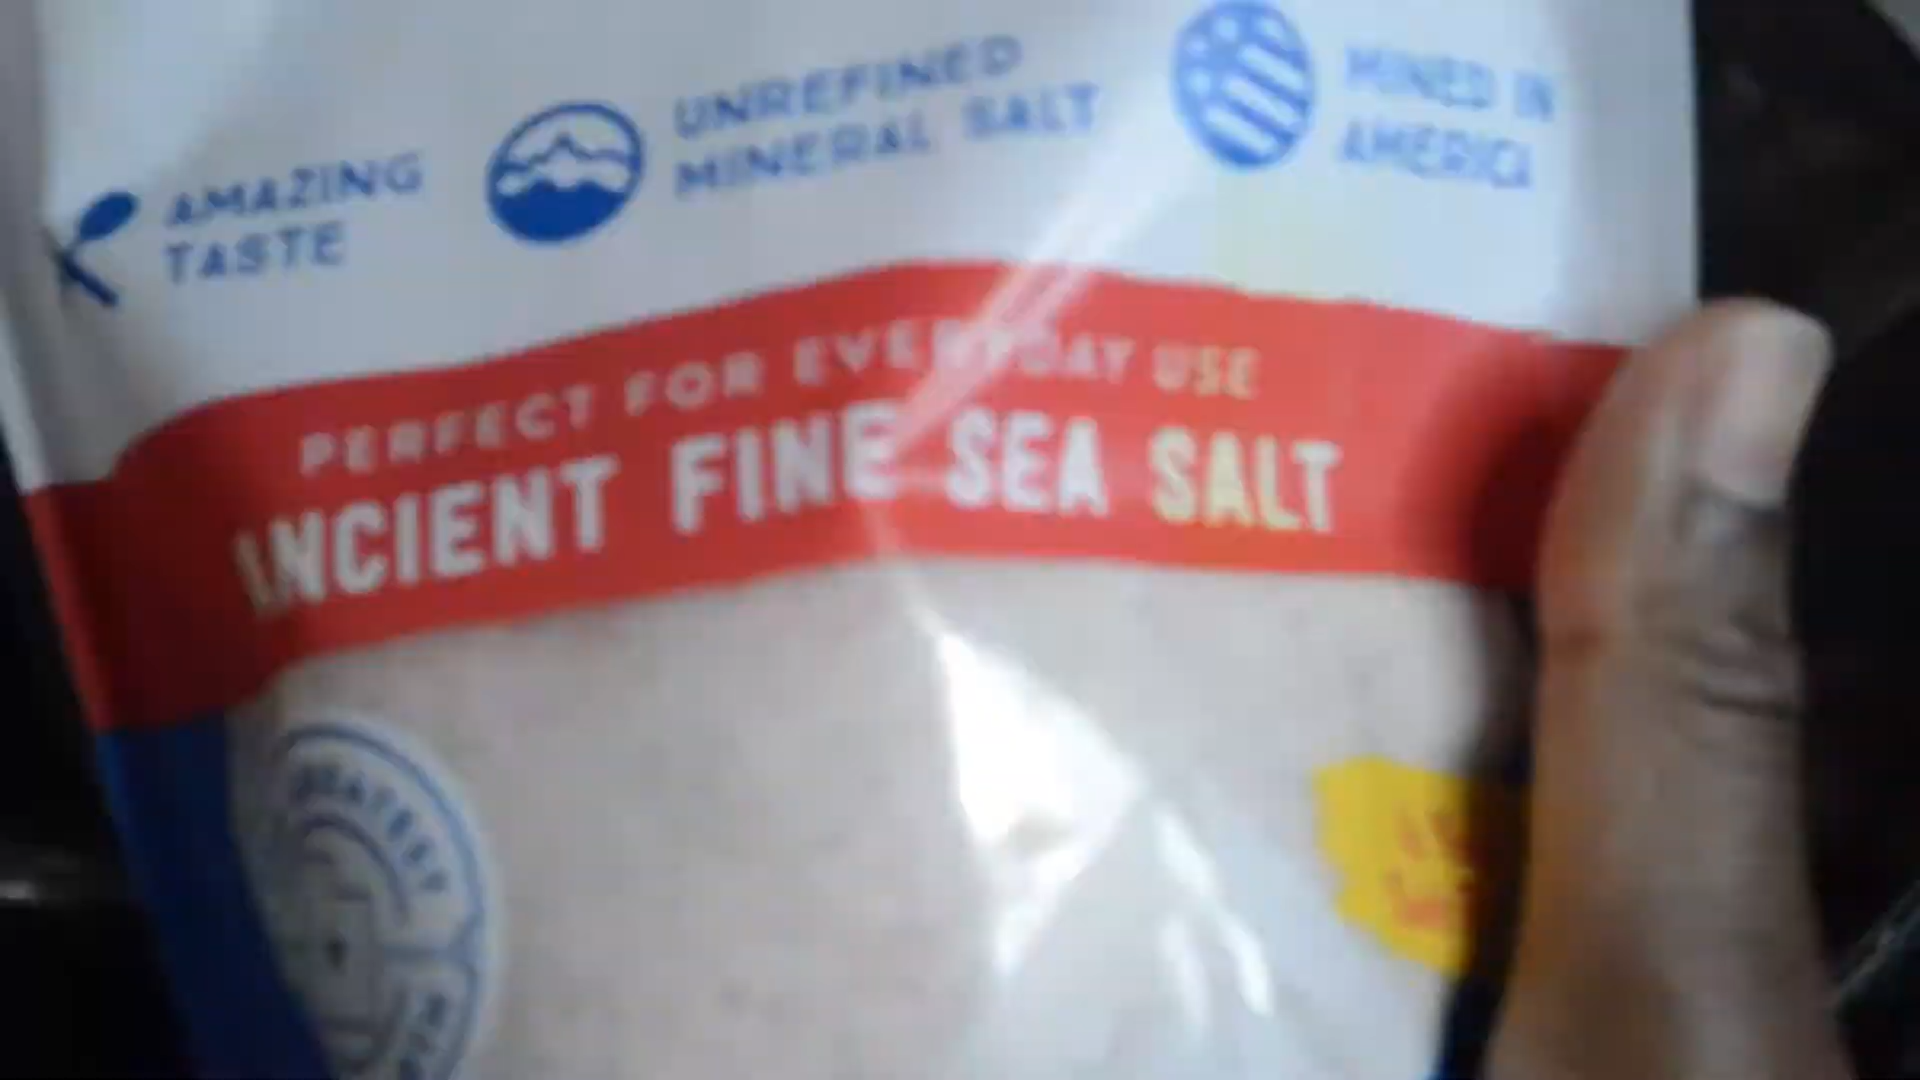 AMAZING
TASTE
UNREFINED
MINERAL SALT
MINED IN
AMERICA
PERFECT FOR EVERYDAY USE
ANCIENT FINE SEA SALT